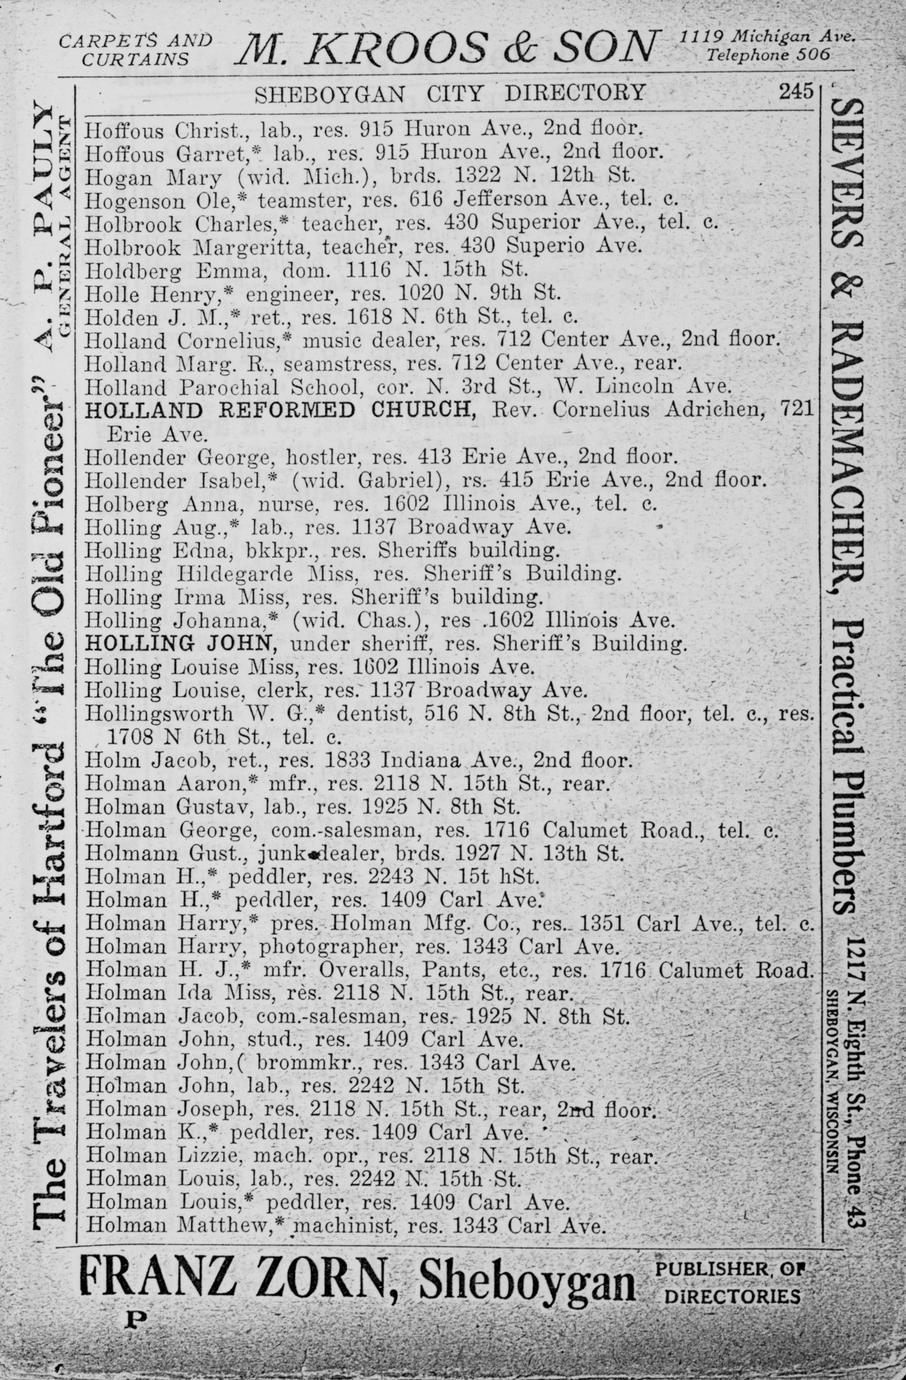 CARPETS AND
CURTAINS
M. KROOS & SON
1119 Michigan Ave.
Telephone 506
SHEBOYGAN CITY DIRECTORY 245
Hoffous Christ., lab., res. 915 Huron Ave., 2nd floor.
Hoffous Garret,* lab., res. 915 Huron Ave., 2nd floor.
Hogan Mary (wid. Mich.), brds. 1322 N. 12th St.
Hogenson Ole,* teamster, res. 616 Jefferson Ave., tel. c.
Holbrook Charles,* teacher, res. 430 Superior Ave., tel. c.
Holbrook Margeritta, teacher, res. 430 Superio Ave.
Holdberg Emma, dom. 1116 N. 15th St.
Holle Henry,* engineer, res. 1020 N. 9th St.
Holden J. M.,* ret., res. 1618 N. 6th St., tel. c.
Holland Cornelius,* music dealer, res. 712 Center Ave., 2nd floor.
Holland Marg. R., seamstress, res. 712 Center Ave., rear.
Holland Parochial School, cor. N. 3rd St., W. Lincoln Ave.
HOLLAND REFORMED CHURCH, Rev. Cornelius Adrichen, 721
Erie Ave.
Hollender George, hostler, res. 413 Erie Ave., 2nd floor.
Hollender Isabel,* (wid. Gabriel), rs. 415 Erie Ave., 2nd floor.
Holberg Anna, nurse, res. 1602 Illinois Ave., tel. c.
Holling Aug.,* lab., res. 1137 Broadway Ave.
Holling Edna, bkkpr., res. Sheriffs building.
Holling Hildegarde Miss, res. Sheriff's Building.
Holling Irma Miss, res. Sheriff's building.
Holling Johanna,* (wid. Chas.), res .1602 Illinois Ave.
HOLLING JOHN, under sheriff, res. Sheriff's Building.
Holling Louise Miss, res. 1602 Illinois Ave.
Holling Louise, clerk, res. 1137 Broadway Ave.
Hollingsworth W. G.,* dentist, 516 N. 8th St., 2nd floor, tel. c., res.
1708 N 6th St., tel. c.
Holm Jacob, ret., res. 1833 Indiana Ave., 2nd floor.
Holman Aaron,* mfr., res. 2118 N. 15th St., rear.
Holman Gustav, lab., res. 1925 N. 8th St.
Holman George, com.-salesman, res. 1716 Calumet Road., tel. c.
Holmann Gust., junk dealer, brds. 1927 N. 13th St.
Holman H.,* peddler, res. 2243 N. 15t hSt.
Holman H.,* peddler, res. 1409 Carl Ave.
Holman Harry,* pres. Holman Mfg. Co., res. 1351 Carl Ave., tel. c.
Holman Harry, photographer, res. 1343 Carl Ave.
Holman H. J.,* mfr. Overalls, Pants, etc., res. 1716 Calumet Road.
Holman Ida Miss, res. 2118 N. 15th St., rear.
Holman Jacob, com.-salesman, res. 1925 N. 8th St.
Holman John, stud., res. 1409 Carl Ave.
Holman John,( brommkr., res. 1343 Carl Ave.
Holman John, lab., res. 2242 N. 15th St.
Holman Joseph, res. 2118 N. 15th St., rear, 2nd floor.
Holman K.,* peddler, res. 1409 Carl Ave.
Holman Lizzie, mach. opr., res. 2118 N. 15th St., rear.
Holman Louis, lab., res. 2242 N. 15th St.
Holman Louis,* peddler, res. 1409 Carl Ave.
Holman Matthew,* machinist, res. 1343 Carl Ave.
The Travelers of Hartford "The Old Pioneer" A. P. PAULY
GENERAL AGENT
SIEVERS & RADEMACHER, Practical Plumbers 1217 N. Eighth St., Phone 43
SHEBOYGAN, WISCONSIN
FRANZ ZORN, Sheboygan
PUBLISHER OF
DIRECTORIES
P